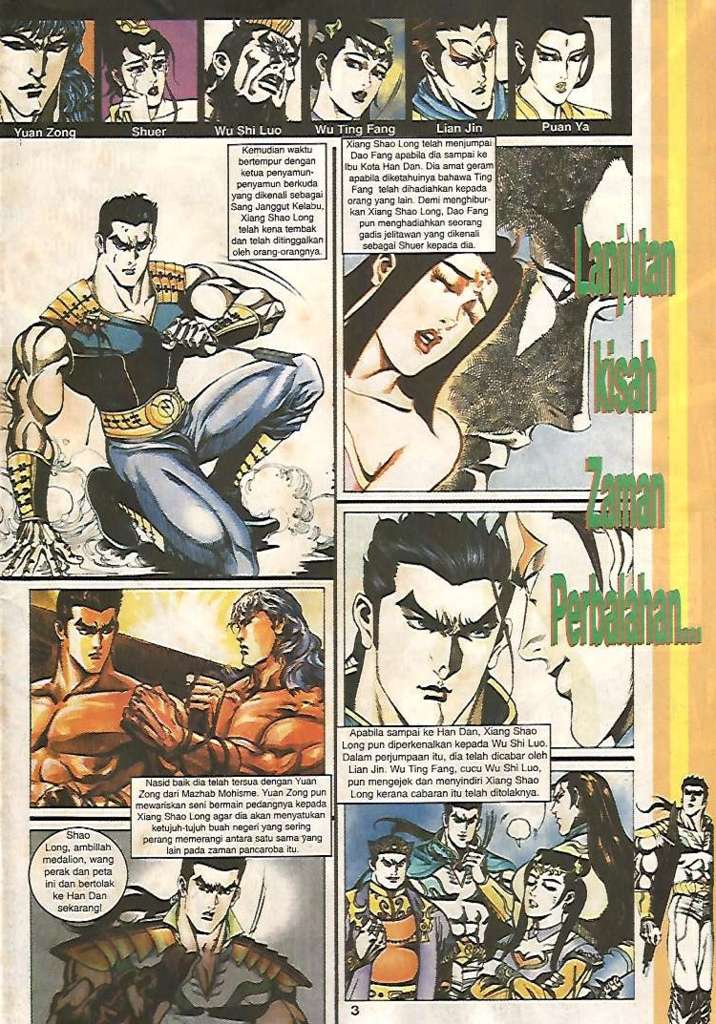 Yuan Zong
Shuer
Wu Shi Luo
Wu Ting Fang
Lian Jin
Puan Ya
Kemudian waktu
bertempur dengan
ketua penyamun-
penyamun berkuda
yang dikenali sebagai
Sang Janggut Kelabu,
Xiang Shao Long
telah kena tembak
dan telah ditinggalkan
oleh orang-orangnya.
Xiang Shao Long telah menjumpai
Dao Fang apabila dia sampai ke
Ibu Kota Han Dan. Dia amat geram
apabila diketahuinya bahawa Ting
Fang telah dihadiahkan kepada
orang yang lain. Demi menghibur-
kan Xiang Shao Long, Dao Fang
pun menghadiahkan seorang
gadis jelitawan yang dikenali
sebagai Shuer kepada dia.
Lanjutan
kisah
Zaman
Perbalahan....
Nasid baik dia telah tersua dengan Yuan
Zong dari Mazhab Mohisme. Yuan Zong pun
mewariskan seni bermain pedangnya kepada
Xiang Shao Long agar dia akan menyatukan
ketujuh-tujuh buah negeri yang sering
perang memerangi antara satu sama yang
lain pada zaman pancaroba itu.
Apabila sampai ke Han Dan, Xiang Shao
Long pun diperkenalkan kepada Wu Shi Luo.
Dalam perjumpaan itu, dia telah dicabar oleh
Lian Jin. Wu Ting Fang, cucu Wu Shi Luo,
pun mengejek dan menyindiri Xiang Shao
Long kerana cabaran itu telah ditolaknya.
Shao
Long, ambillah
medalion, wang
perak dan peta
ini dan bertolak
ke Han Dan
sekarang!
3